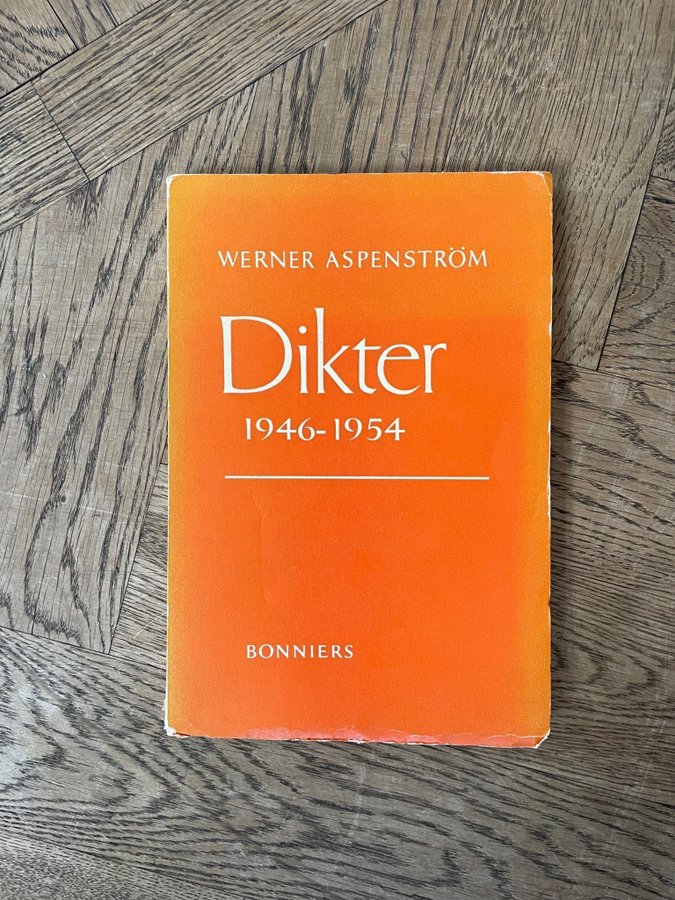 WERNER ASPENSTRÖM
Dikter
1946-1954
BONNIERS